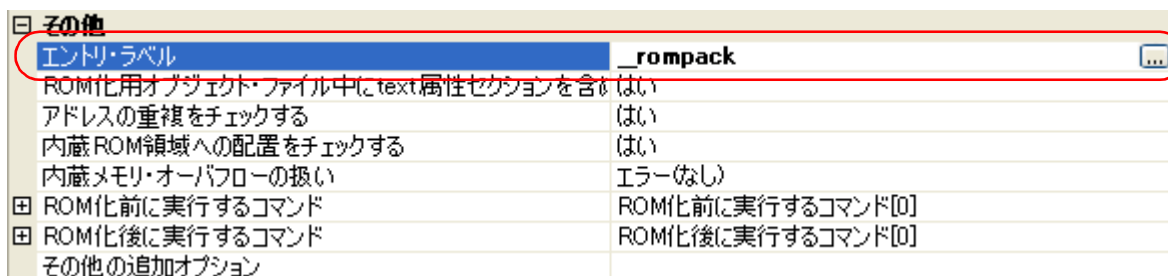 その他
エントリ・ラベル __rompack ...
ROM化用オブジェクト・ファイル中にtext属性セクションを含め はい
アドレスの重複をチェックする はい
内蔵ROM領域への配置をチェックする はい
内蔵メモリ・オーバフローの扱い エラー(なし)
ROM化前に実行するコマンド ROM化前に実行するコマンド[0]
ROM化後に実行するコマンド ROM化後に実行するコマンド[0]
その他の追加オプション